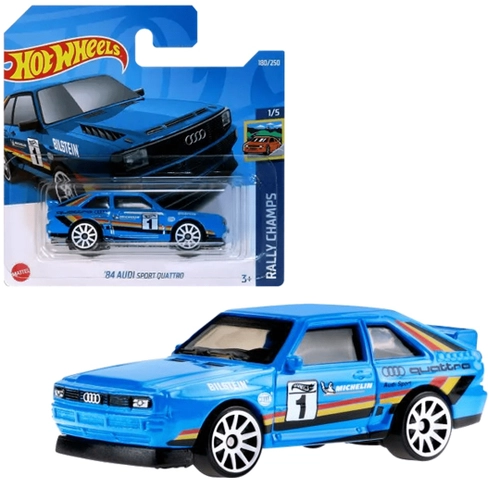 HOT WHEELS
180/250
1/5
BILSTEIN
1
1
RALLY CHAMPS
MATTEL
'84 AUDI SPORT QUATTRO
3+
BILSTEIN
1
MICHELIN
quattro
Audi Sport